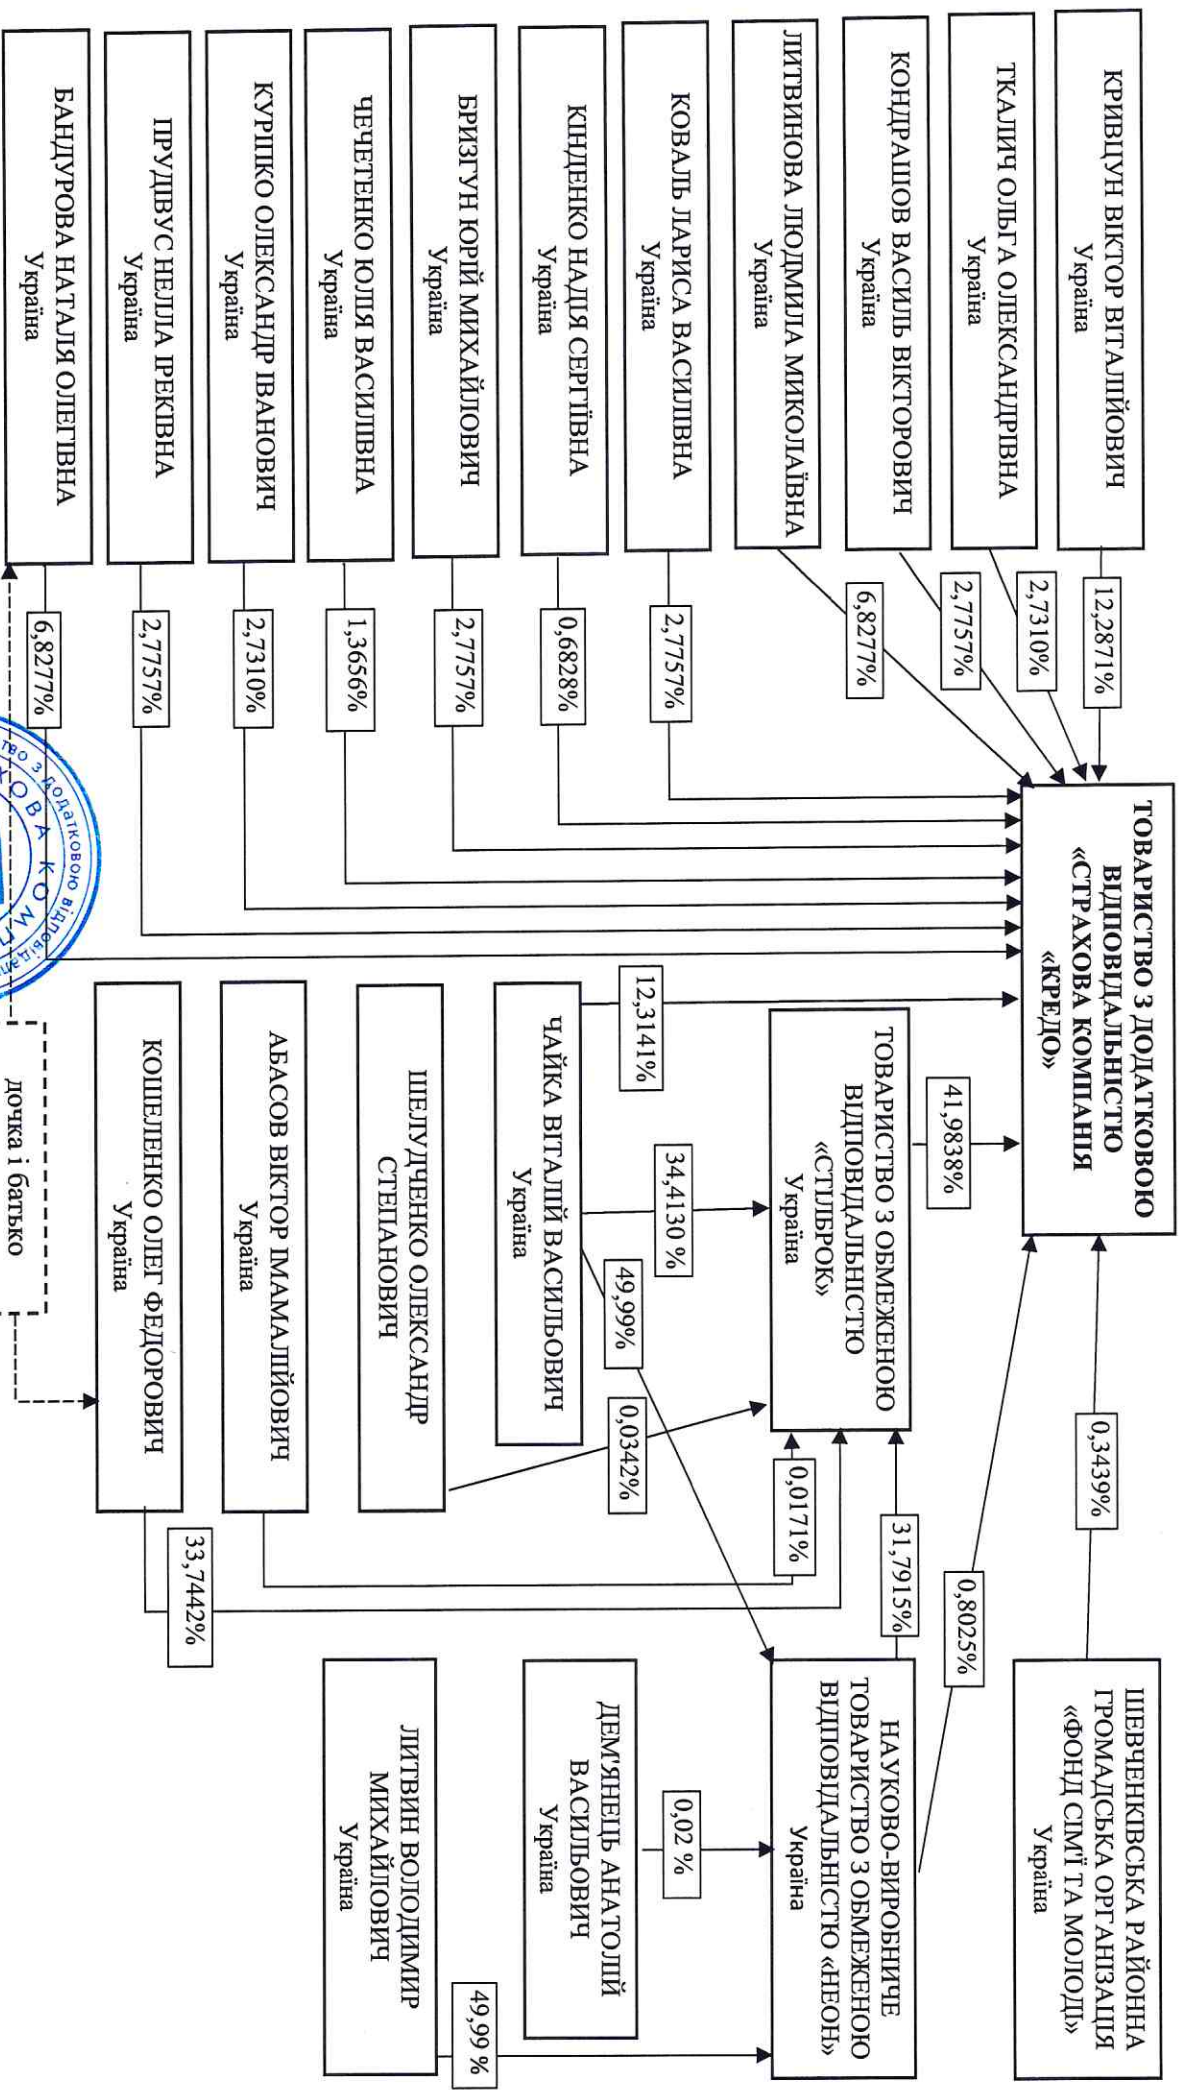 ТОВАРИСТВО З ДОДАТКОВОЮ
ВІДПОВІДАЛЬНІСТЮ
«СТРАХОВА КОМПАНІЯ
«КРЕДО»
КРИВЦУН ВІКТОР ВІТАЛІЙОВИЧ
Україна
12,2871%
ТКАЛИЧ ОЛЬГА ОЛЕКСАНДРІВНА
Україна
2,7310%
КОНДРАШОВ ВАСИЛЬ ВІКТОРОВИЧ
Україна
2,7757%
ЛИТВИНОВА ЛЮДМИЛА МИКОЛАЇВНА
Україна
6,8277%
КОВАЛЬ ЛАРИСА ВАСИЛІВНА
Україна
2,7757%
КІНДЕНКО НАДІЯ СЕРГІЇВНА
Україна
0,6828%
БРИЗГУН ЮРІЙ МИХАЙЛОВИЧ
Україна
2,7757%
ЧЕЧЕТЕНКО ЮЛІЯ ВАСИЛІВНА
Україна
1,3656%
КУРІПКО ОЛЕКСАНДР ІВАНОВИЧ
Україна
2,7310%
ПРУДІВУС НЕЛЛА ІРЕКІВНА
Україна
2,7757%
БАНДУРОВА НАТАЛЯ ОЛЕГІВНА
Україна
6,8277%
ШЕВЧЕНКІВСЬКА РАЙОННА
ГРОМАДСЬКА ОРГАНІЗАЦІЯ
«ФОНД СІМ'Ї ТА МОЛОДІ»
Україна
0,3439%
0,8025%
41,9838%
12,3141%
ТОВАРИСТВО З ОБМЕЖЕНОЮ
ВІДПОВІДАЛЬНІСТЮ
«СТІЛБРОК»
Україна
31,7915%
НАУКОВО-ВИРОБНИЧЕ
ТОВАРИСТВО З ОБМЕЖЕНОЮ
ВІДПОВІДАЛЬНІСТЮ «НЕОН»
Україна
34,4130 %
49,99%
0,0342%
0,0171%
0,02 %
ЧАЙКА ВІТАЛІЙ ВАСИЛЬОВИЧ
Україна
ДЕМ'ЯНЕЦЬ АНАТОЛІЙ
ВАСИЛЬОВИЧ
Україна
ШЕЛУДЧЕНКО ОЛЕКСАНДР
СТЕПАНОВИЧ
49,99 %
ЛИТВИН ВОЛОДИМИР
МИХАЙЛОВИЧ
Україна
АБАСОВ ВІКТОР ІМАМАЛІЙОВИЧ
Україна
33,7442%
КОШЕЛЕНКО ОЛЕГ ФЕДОРОВИЧ
Україна
дочка і батько
з додатковою